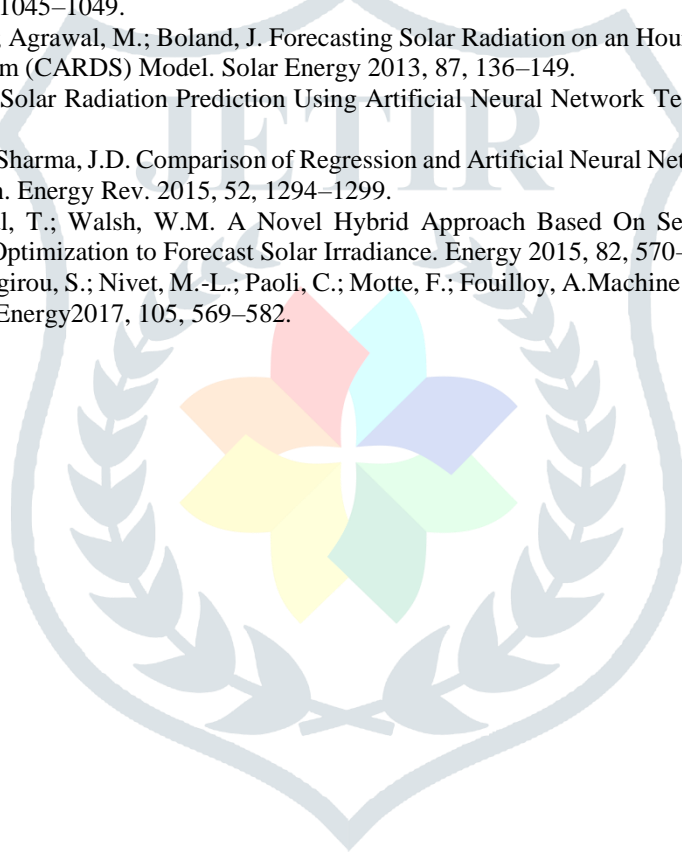 1045–1049.
, Agrawal, M.; Boland, J. Forecasting Solar Radiation on an Hou
m (CARDS) Model. Solar Energy 2013, 87, 136–149.
Solar Radiation Prediction Using Artificial Neural Network Te
Sharma, J.D. Comparison of Regression and Artificial Neural Net
n. Energy Rev. 2015, 52, 1294–1299.
l, T.; Walsh, W.M. A Novel Hybrid Approach Based On Se
Optimization to Forecast Solar Irradiance. Energy 2015, 82, 570–
girou, S.; Nivet, M.-L.; Paoli, C.; Motte, F.; Fouilloy, A.Machine
Energy2017, 105, 569–582.
JETIR